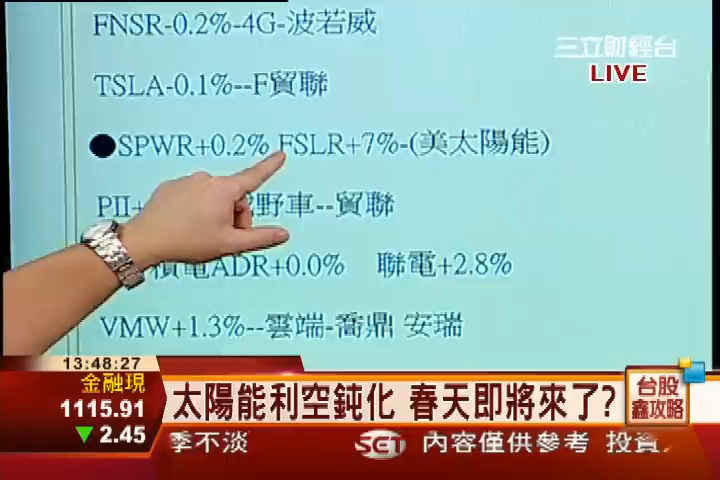 FNSR-0.2%-4G-波若威
三立財經台
LIVE
TSLA-0.1%--F貿聯
●SPWR+0.2% FSLR+7%-(美太陽能)
PII+ 野車--貿聯
積電ADR+0.0% 聯電+2.8%
VMW+1.3%--雲端-喬鼎 安瑞
13:48:27
金融現
1115.91
▼2.45
太陽能利空鈍化 春天即將來了?
台股
鑫攻略
季不淡 SET 內容僅供參考 投資